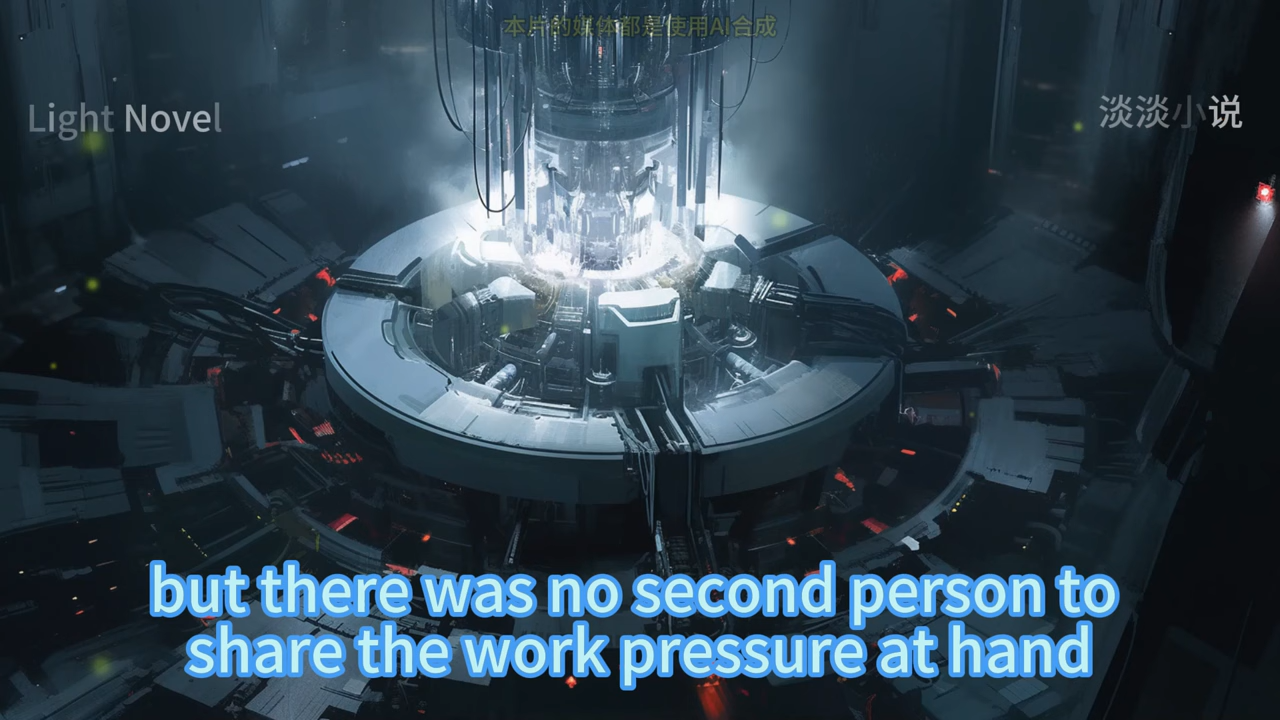 本片的媒体都是使用AI合成
Light Novel
淡淡小说
but there was no second person to
share the work pressure at hand